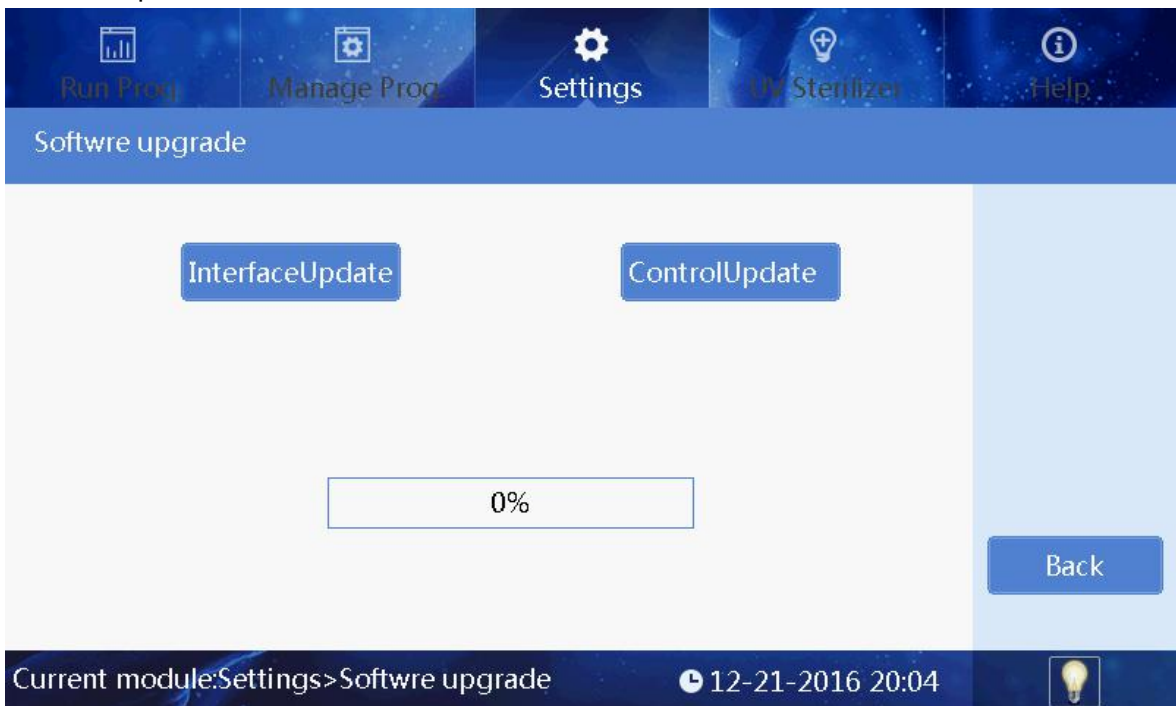 Run Prog.
Manage Prog.
Settings
UV Sterilizer
Help
Softwre upgrade
InterfaceUpdate
ControlUpdate
0%
Back
Current module:Settings>Softwre upgrade
12-21-2016 20:04